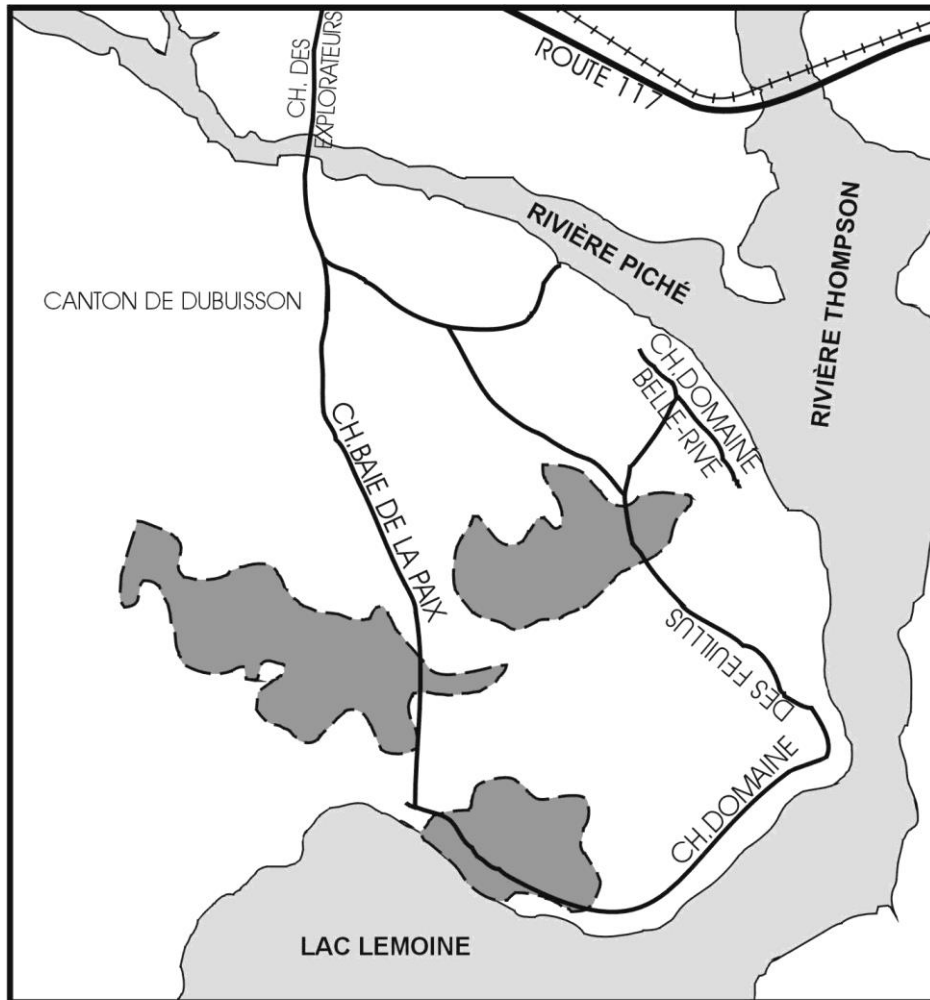 CH. DES
EXPLORATEURS
ROUTE 117
RIVIÈRE PICHÉ
RIVIÈRE THOMPSON
CANTON DE DUBUISSON
CH.DOMAINE
BELLE-RIVE
CH.BAIE DE LA PAIX
DES FEUILLUS
CH.DOMAINE
LAC LEMOINE